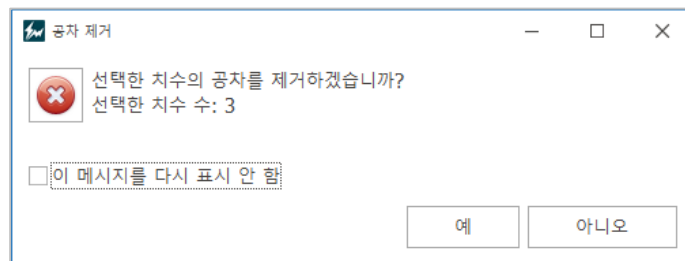 공차 제거
선택한 치수의 공차를 제거하겠습니까?
선택한 치수 수: 3
이 메시지를 다시 표시 안 함
예
아니오